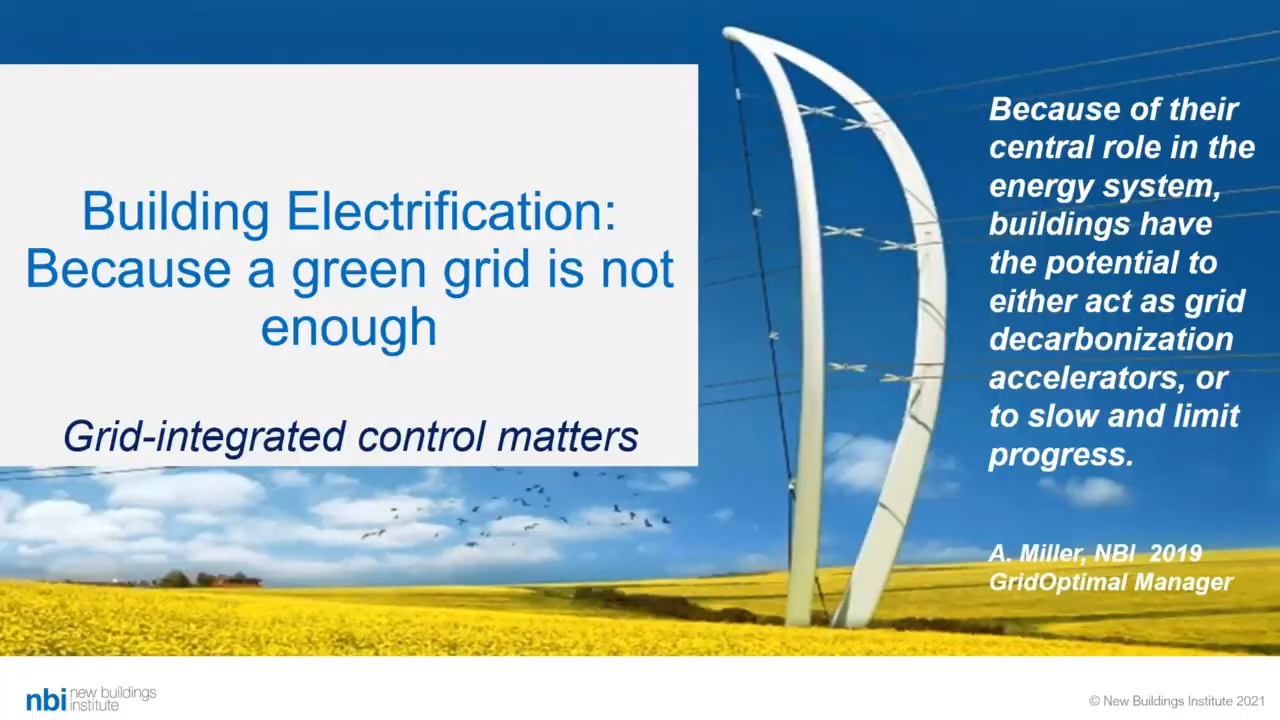 Building Electrification:
Because a green grid is not
enough
Grid-integrated control matters
Because of their
central role in the
energy system,
buildings have
the potential to
either act as grid
decarbonization
accelerators, or
to slow and limit
progress.
A. Miller, NBI 2019
GridOptimal Manager
nbi new buildings
institute
© New Buildings Institute 2021